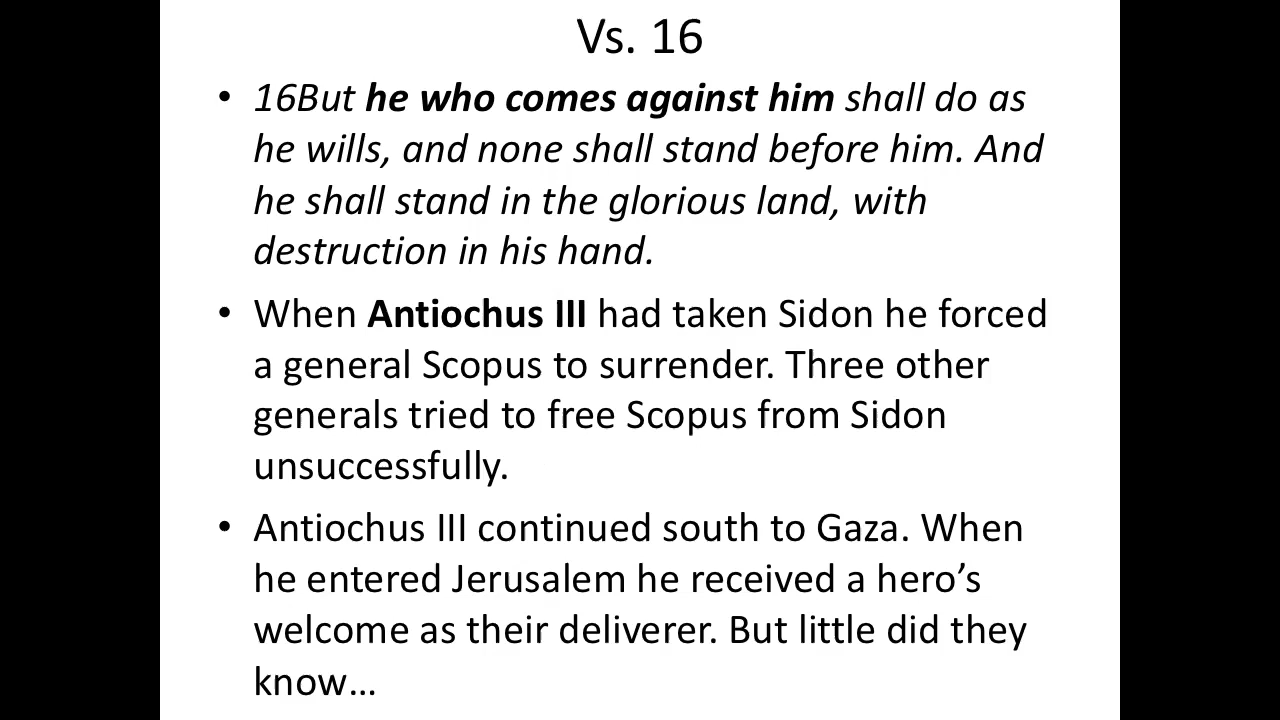 Vs. 16
• 16But he who comes against him shall do as
he wills, and none shall stand before him. And
he shall stand in the glorious land, with
destruction in his hand.
• When Antiochus III had taken Sidon he forced
a general Scopus to surrender. Three other
generals tried to free Scopus from Sidon
unsuccessfully.
• Antiochus III continued south to Gaza. When
he entered Jerusalem he received a hero’s
welcome as their deliverer. But little did they
know…